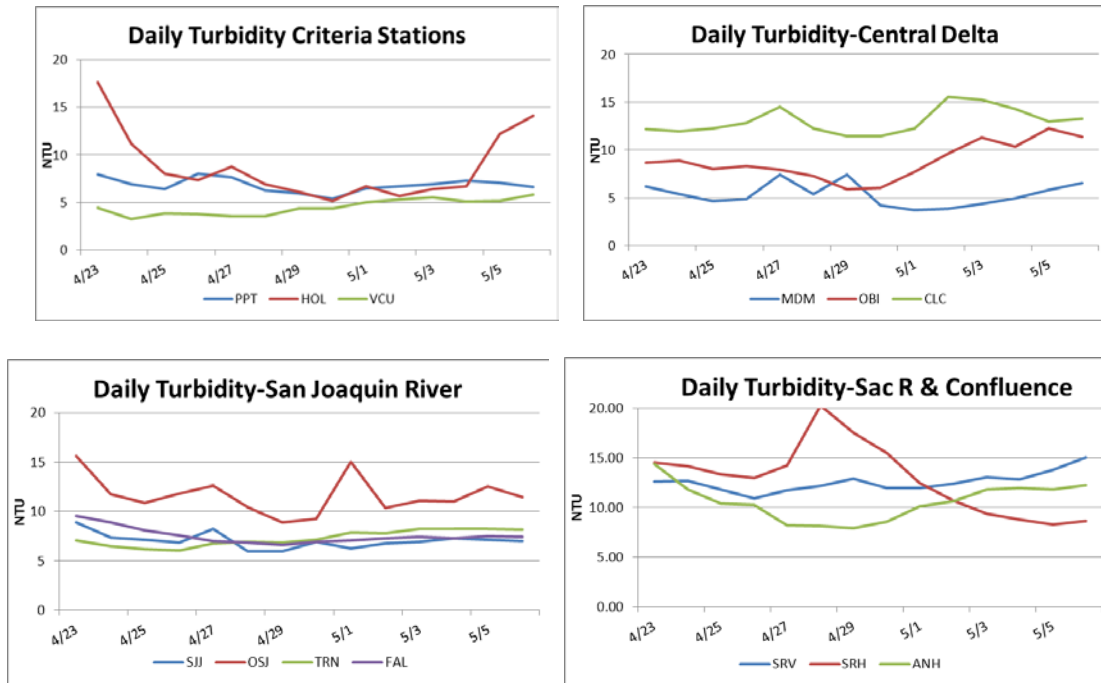 Daily Turbidity Criteria Stations
20
15
10
5
0
NTU
4/23 4/25 4/27 4/29 5/1 5/3 5/5
PPT HOL VCU
Daily Turbidity-Central Delta
20
15
10
5
0
NTU
4/23 4/25 4/27 4/29 5/1 5/3 5/5
MDM OBI CLC
Daily Turbidity-San Joaquin River
20
15
10
5
0
NTU
4/23 4/25 4/27 4/29 5/1 5/3 5/5
SJJ OSJ TRN FAL
Daily Turbidity-Sac R & Confluence
20.00
15.00
10.00
5.00
0.00
NTU
4/23 4/25 4/27 4/29 5/1 5/3 5/5
SRV SRH ANH